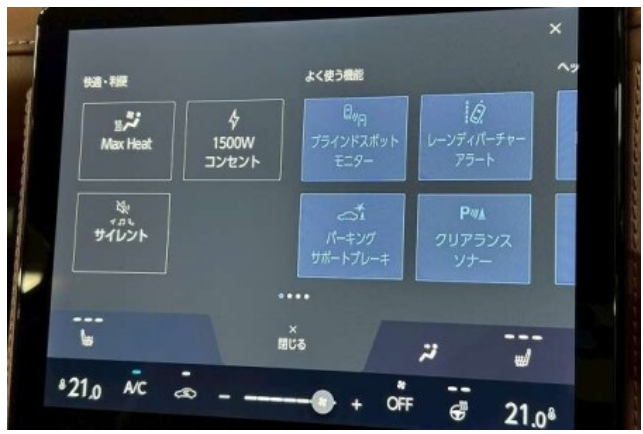 快適・利便
よく使う機能
ヘッ
Max Heat
1500W
コンセント
ブラインドスポット
モニター
レーンディパーチャー
アラート
サイレント
パーキング
サポートブレーキ
P
クリアランス
ソナー
×
閉じる
21.0
A/C
-
+
OFF
21.0